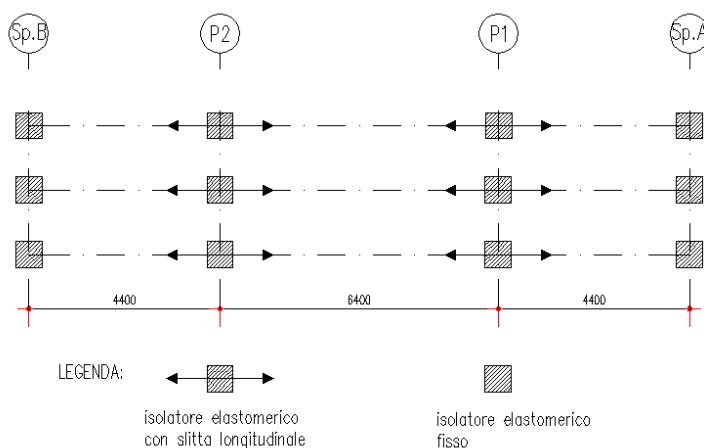 Sp.B P2 P1 Sp.A
4400 6400 4400
LEGENDA:
isolatore elastomerico
con slitta longitudinale
isolatore elastomerico
fisso